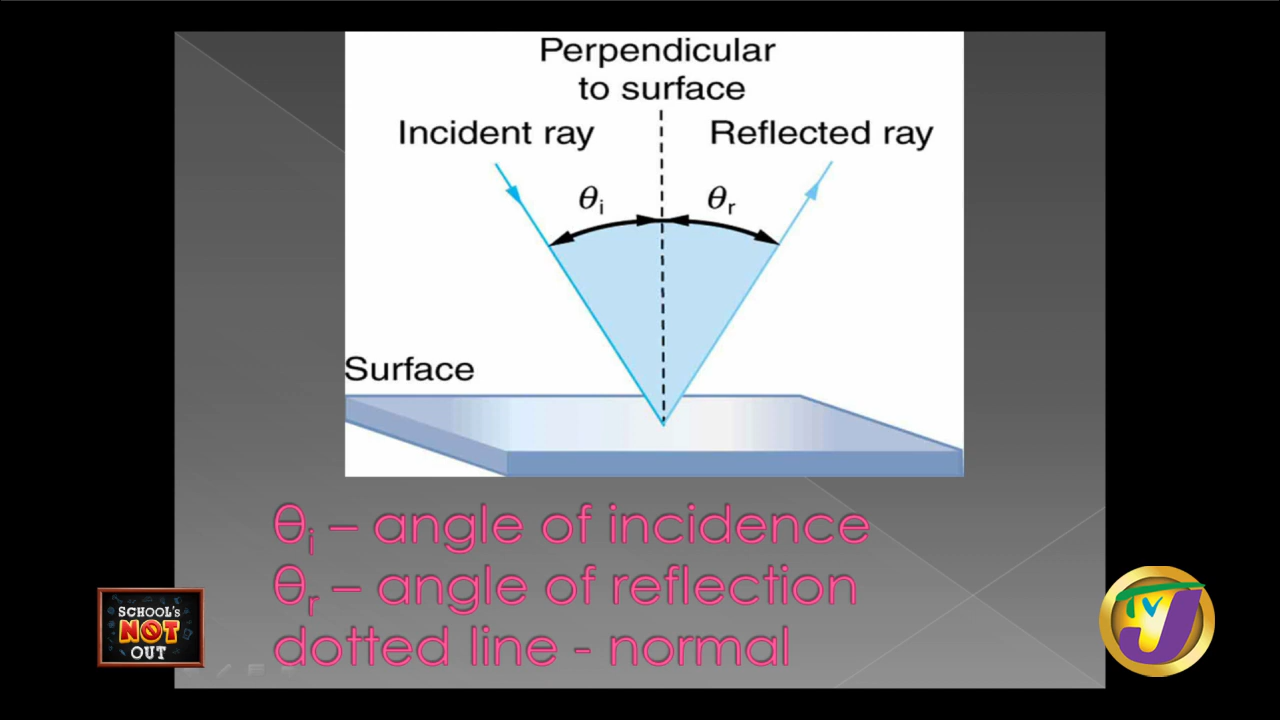 Perpendicular
to surface
Incident ray
Reflected ray
θi
θr
Surface
θi – angle of incidence
θr – angle of reflection
dotted line - normal
SCHOOL'S
NOT
OUT
TVJ